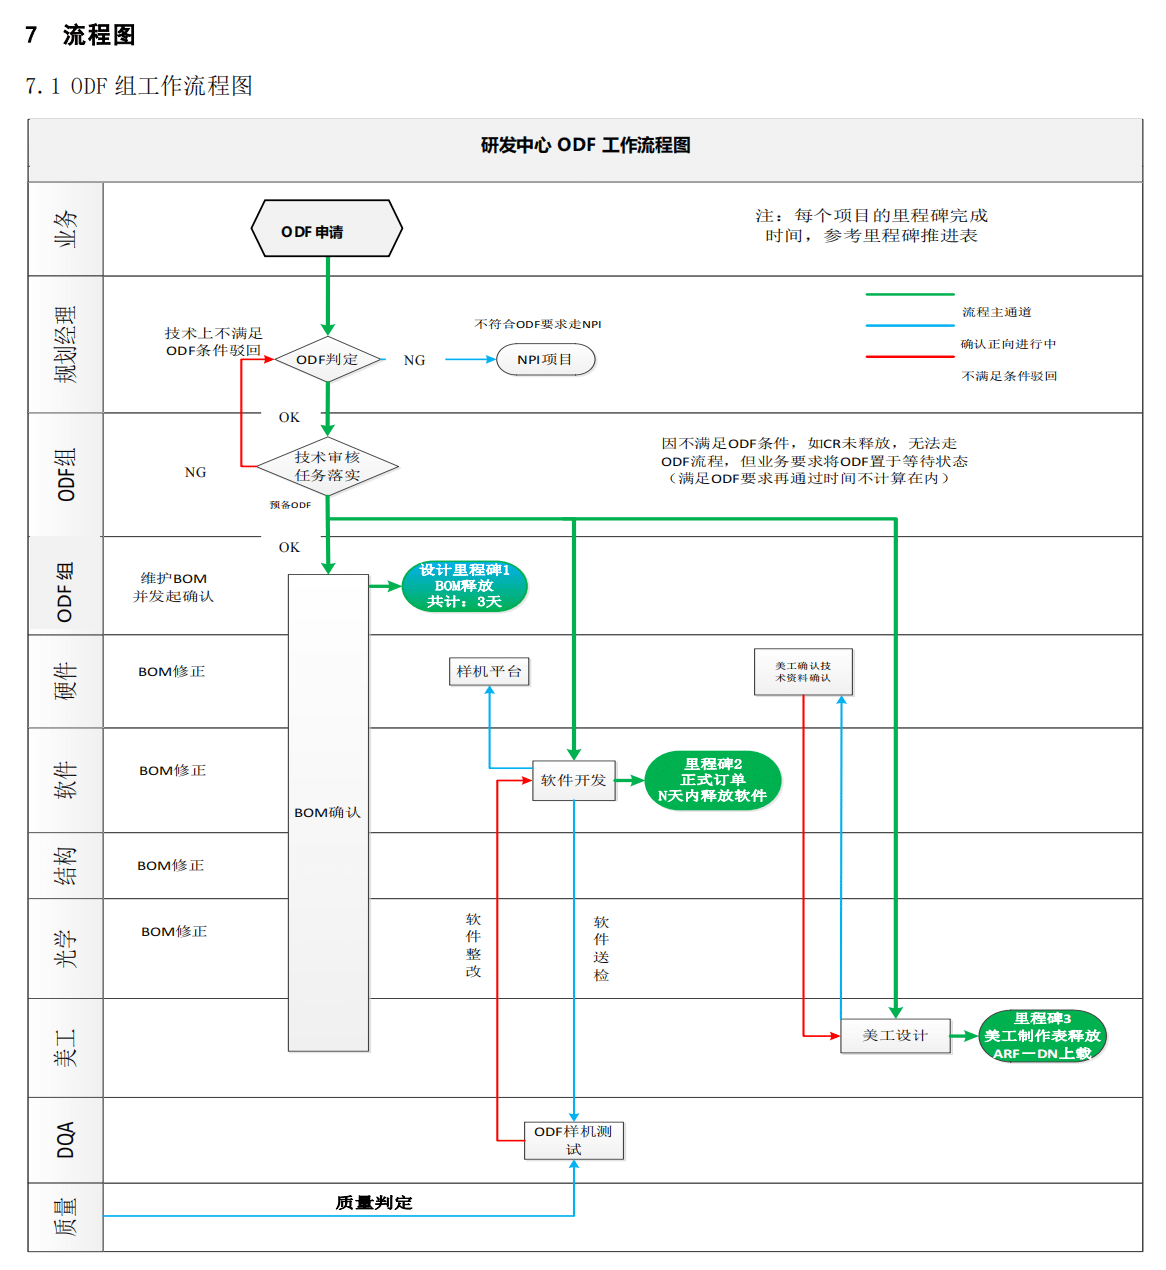 7 流程图
7.1 ODF 组工作流程图
研发中心 ODF 工作流程图
业务
ODF 申请
注：每个项目的里程碑完成
时间，参考里程碑推进表
规划经理
技术上不满足
ODF条件驳回
ODF判定
NG
不符合ODF要求走NPI
NPI项目
流程主通道
确认正向进行中
不满足条件驳回
OK
ODF组
NG
技术审核
任务落实
预备ODF
因不满足ODF条件，如CR未释放，无法走
ODF流程，但业务要求将ODF置于等待状态
（满足ODF要求再通过时间不计算在内）
OK
ODF 组
维护BOM
并发起确认
设计里程碑1
BOM释放
共计：3天
硬件
BOM修正
样机平台
美工确认技
术资料确认
软件
BOM修正
BOM确认
软件开发
里程碑2
正式订单
N天内释放软件
结构
BOM修正
光学
BOM修正
软
件
整
改
软
件
送
检
美工
美工设计
里程碑3
美工制作表释放
ARF－DN上载
DQA
ODF样机测
试
质量
质量判定